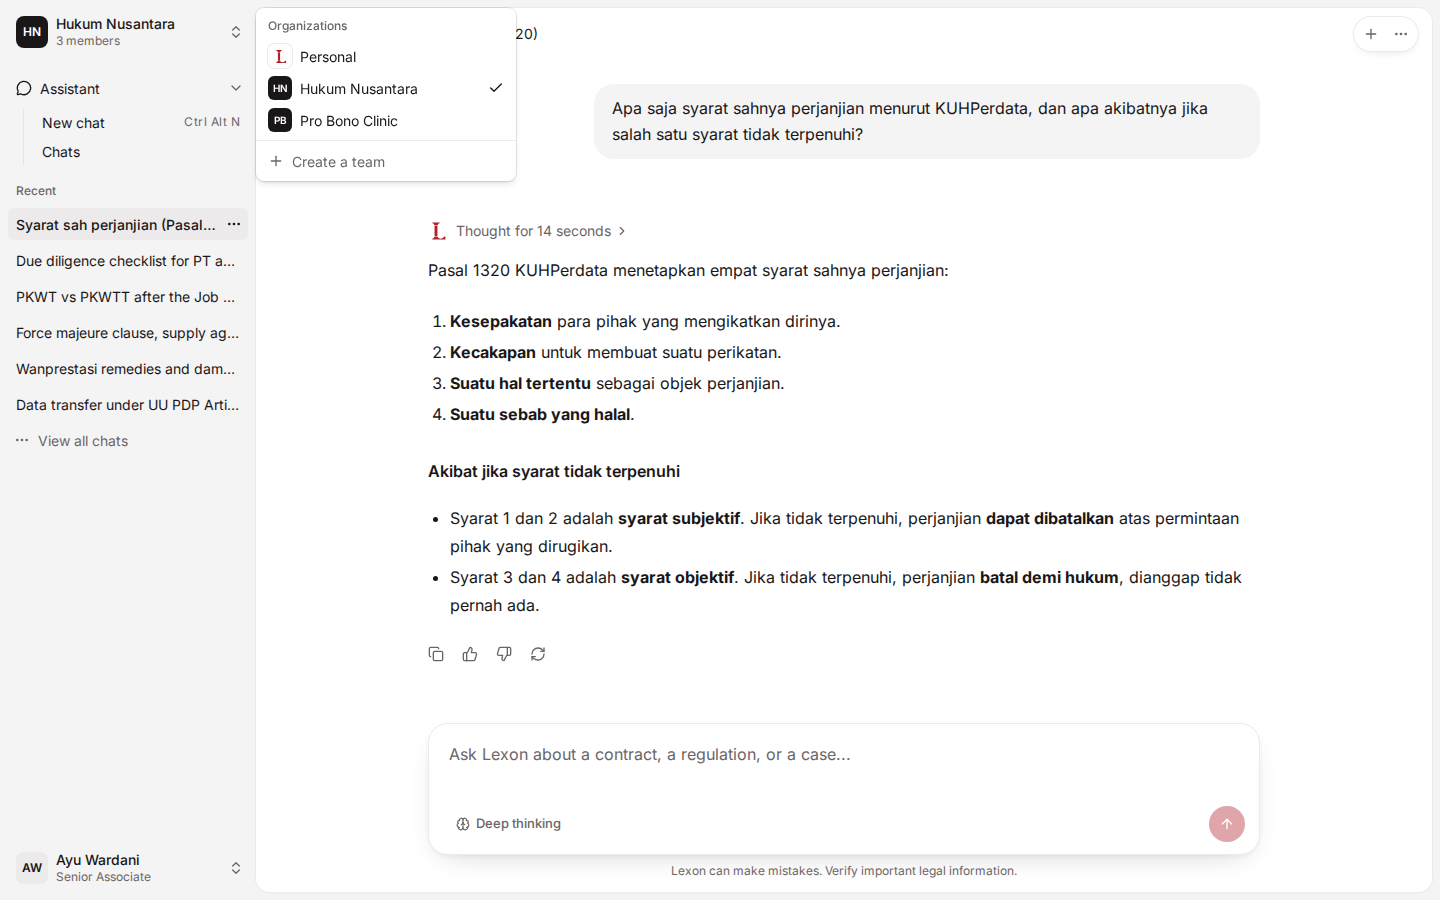 HN
Hukum Nusantara
3 members
Assistant
New chat
Ctrl Alt N
Chats
Recent
Syarat sah perjanjian (Pasal...
Due diligence checklist for PT a...
PKWT vs PKWTT after the Job ...
Force majeure clause, supply ag...
Wanprestasi remedies and dam...
Data transfer under UU PDP Arti...
View all chats
AW
Ayu Wardani
Senior Associate
Organizations
L Personal
HN Hukum Nusantara
PB Pro Bono Clinic
Create a team
20)
Apa saja syarat sahnya perjanjian menurut KUHPerdata, dan apa akibatnya jika
salah satu syarat tidak terpenuhi?
L Thought for 14 seconds
Pasal 1320 KUHPerdata menetapkan empat syarat sahnya perjanjian:
1. Kesepakatan para pihak yang mengikatkan dirinya.
2. Kecakapan untuk membuat suatu perikatan.
3. Suatu hal tertentu sebagai objek perjanjian.
4. Suatu sebab yang halal.
Akibat jika syarat tidak terpenuhi
• Syarat 1 dan 2 adalah syarat subjektif. Jika tidak terpenuhi, perjanjian dapat dibatalkan atas permintaan
pihak yang dirugikan.
• Syarat 3 dan 4 adalah syarat objektif. Jika tidak terpenuhi, perjanjian batal demi hukum, dianggap tidak
pernah ada.
Ask Lexon about a contract, a regulation, or a case...
Deep thinking
Lexon can make mistakes. Verify important legal information.